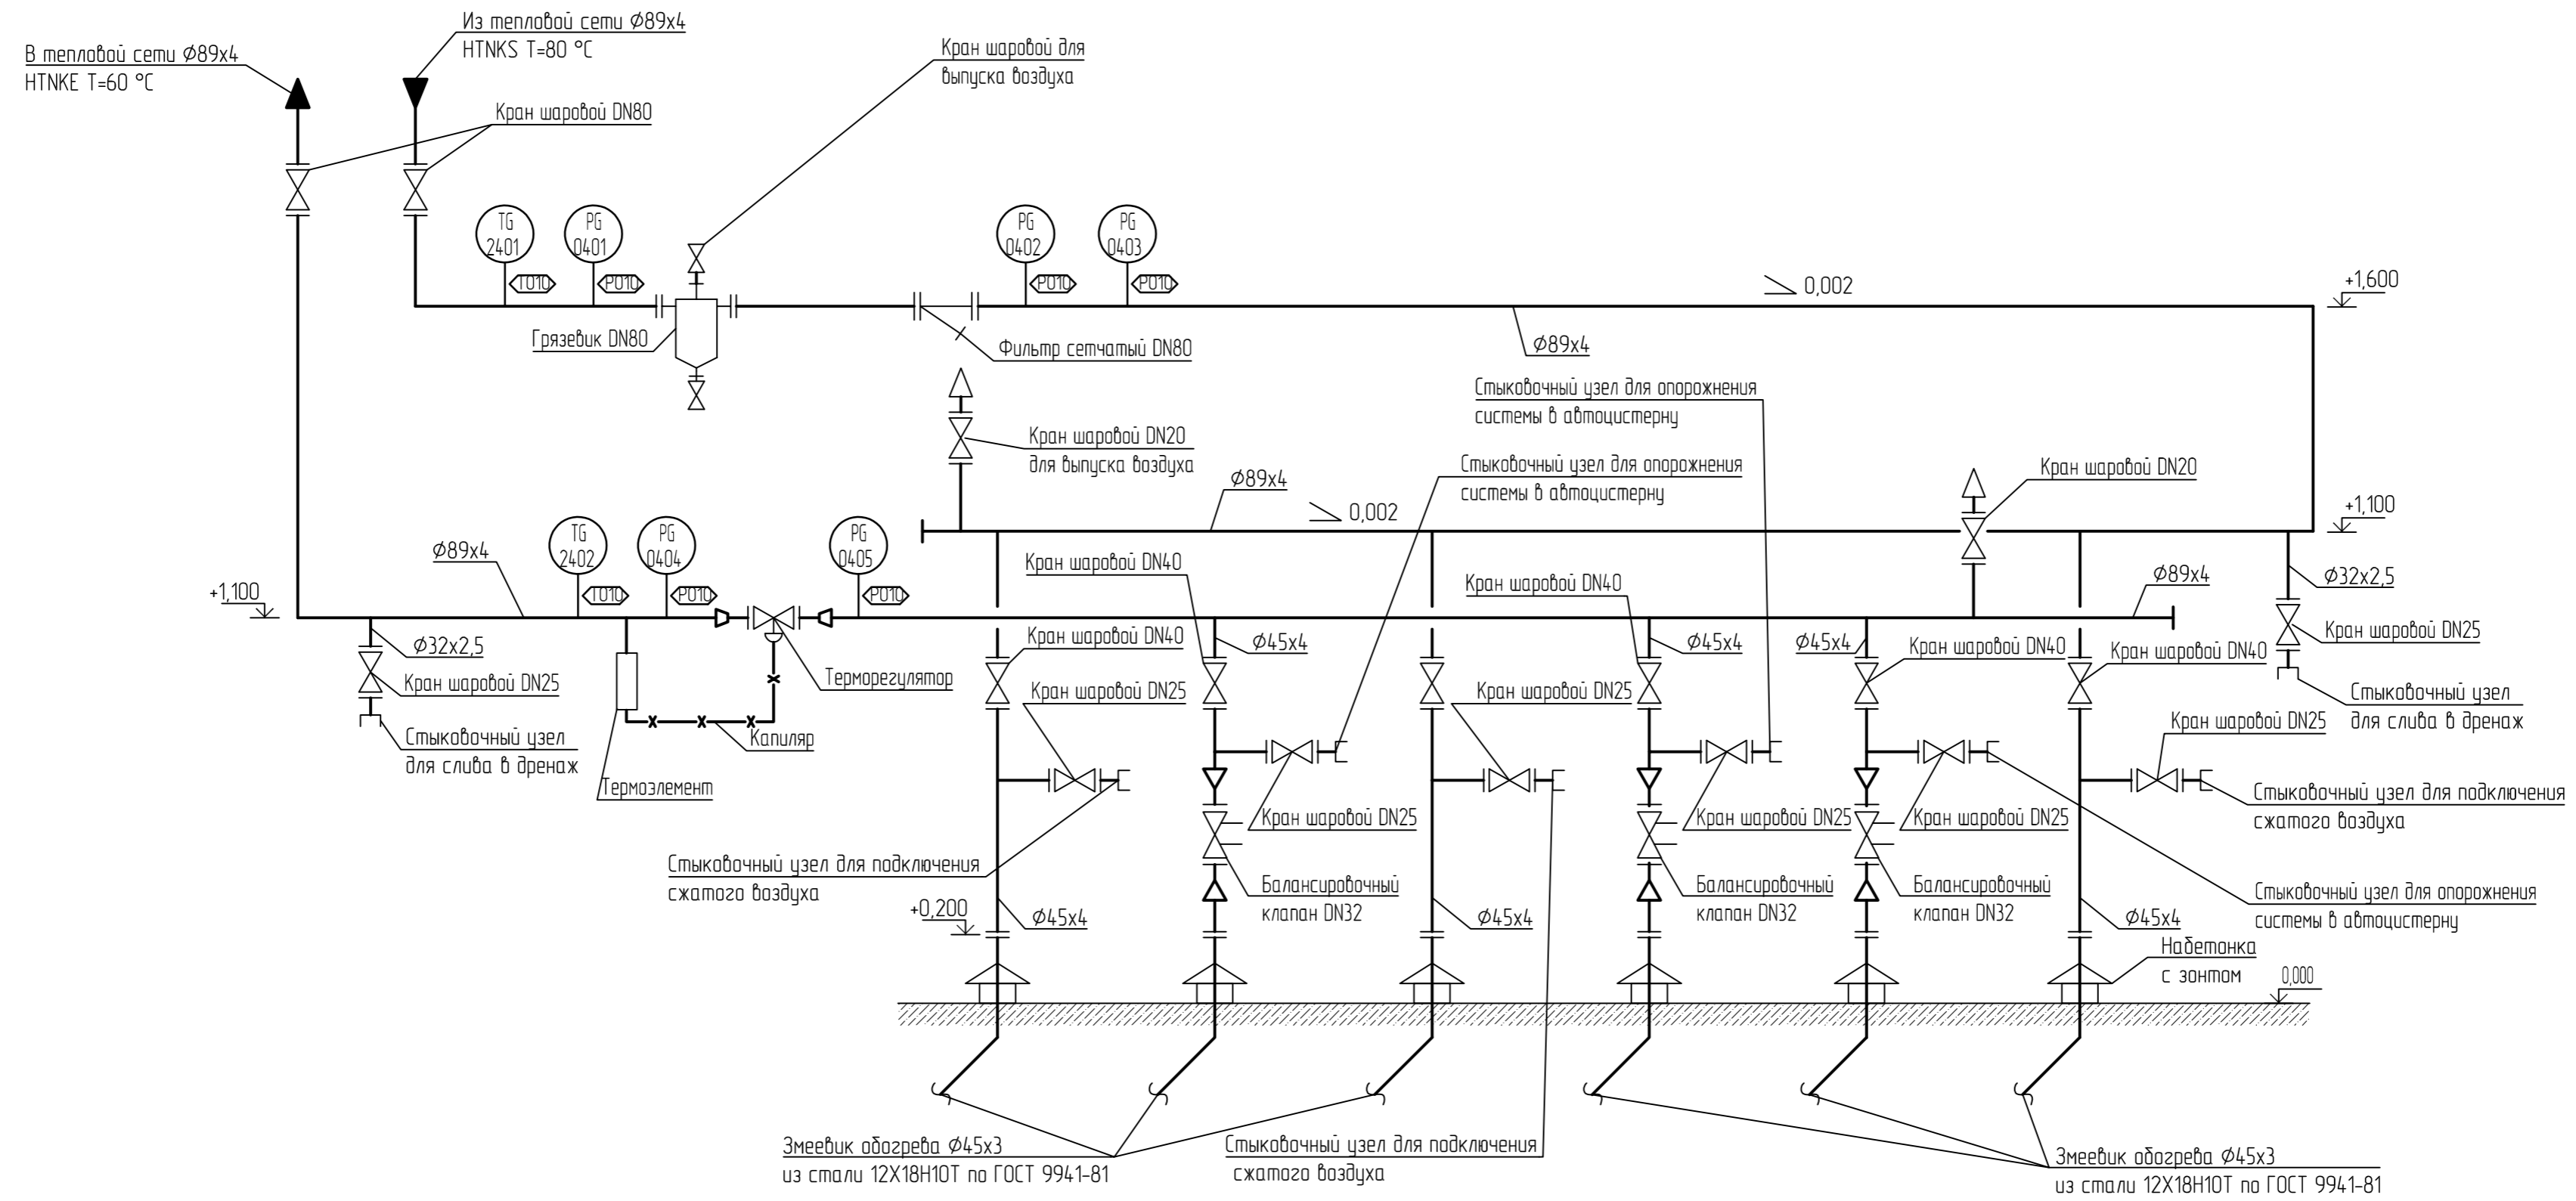 Из тепловой сети Ø89х4
HTNKS T=80 °C
В тепловой сети Ø89х4
HTNKE T=60 °C
Кран шаровой для
выпуска воздуха
Кран шаровой DN80
TG
2401
T010
PG
0401
P010
PG
0402
P010
PG
0403
P010
0,002
+1,600
Грязевик DN80
Фильтр сетчатый DN80
Ø89х4
Стыковочный узел для опорожнения
системы в автоцистерну
Кран шаровой DN20
для выпуска воздуха
Стыковочный узел для опорожнения
системы в автоцистерну
Кран шаровой DN20
Ø89х4
0,002
+1,100
TG
2402
T010
PG
0404
P010
PG
0405
P010
Ø89х4
+1,100
Кран шаровой DN40
Кран шаровой DN40
Ø89х4
Ø32х2,5
Ø32х2,5
Кран шаровой DN25
Стыковочный узел
для слива в дренаж
Термоэлемент
Капиляр
Терморегулятор
Кран шаровой DN40
Ø45х4
Кран шаровой DN25
Кран шаровой DN25
Ø45х4
Ø45х4
Кран шаровой DN40
Кран шаровой DN40
Кран шаровой DN25
Стыковочный узел
для слива в дренаж
Кран шаровой DN25
Кран шаровой DN25
Кран шаровой DN25
Кран шаровой DN25
Стыковочный узел для подключения
сжатого воздуха
Стыковочный узел для подключения
сжатого воздуха
Балансировочный
клапан DN32
Балансировочный
клапан DN32
Балансировочный
клапан DN32
Стыковочный узел для опорожнения
системы в автоцистерну
+0,200
Ø45х4
Ø45х4
Ø45х4
Набетонка
с зонтом
0,000
Змеевик обогрева Ø45х3
из стали 12Х18Н10Т по ГОСТ 9941-81
Стыковочный узел для подключения
сжатого воздуха
Змеевик обогрева Ø45х3
из стали 12Х18Н10Т по ГОСТ 9941-81